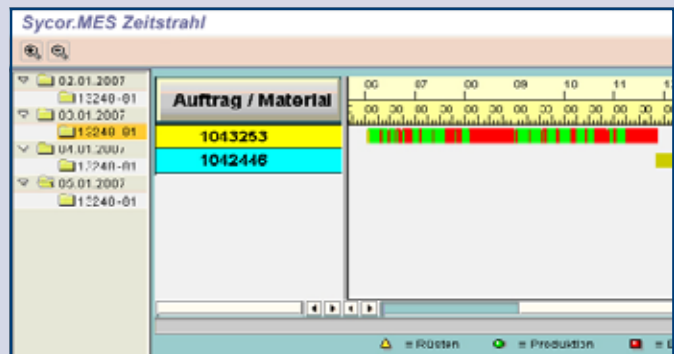 Sycor.MES Zeitstrahl
02.01.2007
13240-01
03.01.2007
13240-01
04.01.2007
13240-01
05.01.2007
13240-01
Auftrag / Material
1043253
1042446
06 07 08 09 10 11
00 30 00 30 00 30 00 30 00 30 00 30
= Rüsten = Produktion =